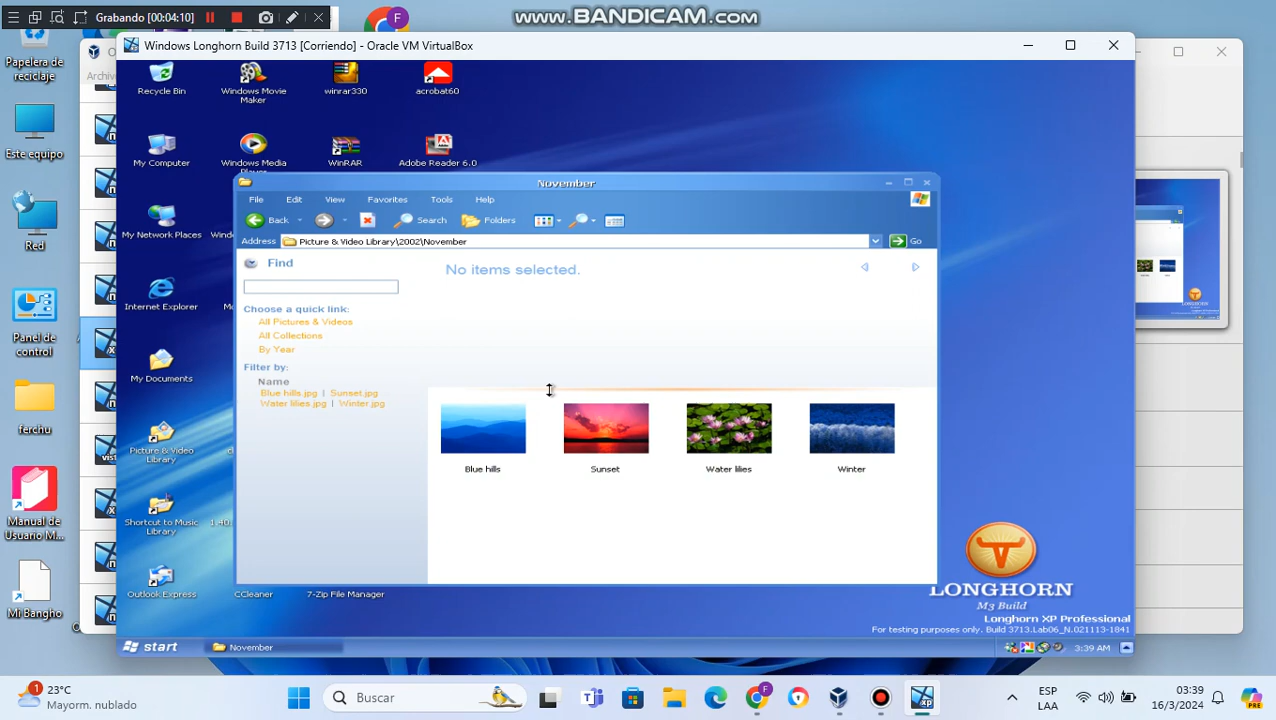 Grabando [00:04:10]
www.BANDICAM.com
F
Windows Longhorn Build 3713 [Corriendo] - Oracle VM VirtualBox
Papelera de
reciclaje
Archiv
Este equipo
Red
Panel de
control
ferchu
Manual de
Usuario M...
Mi Bangho
Recycle Bin
Windows Movie
Maker
winrar330
acrobat60
My Computer
Windows Media
Player
WinRAR
Adobe Reader 6.0
My Network Places
Internet Explorer
My Documents
Picture & Video
Library
Shortcut to Music
Library
1.40.
Outlook Express
CCleaner
7-Zip File Manager
November
File Edit View Favorites Tools Help
Back Search Folders
Address Picture & Video Library\2002\November Go
Find
No items selected.
Choose a quick link:
All Pictures & Videos
All Collections
By Year
Filter by:
Name
Blue hills.jpg | Sunset.jpg
Water lilies.jpg | Winter.jpg
Blue hills Sunset Water lilies Winter
LONGHORN
M3 Build
Longhorn XP Professional
For testing purposes only. Build 3713.Lab06_N.021113-1841
start November 3:39 AM
1
23°C
Mayorm. nublado
Buscar
F
xp
ESP
LAA
03:39
16/3/2024
PRE